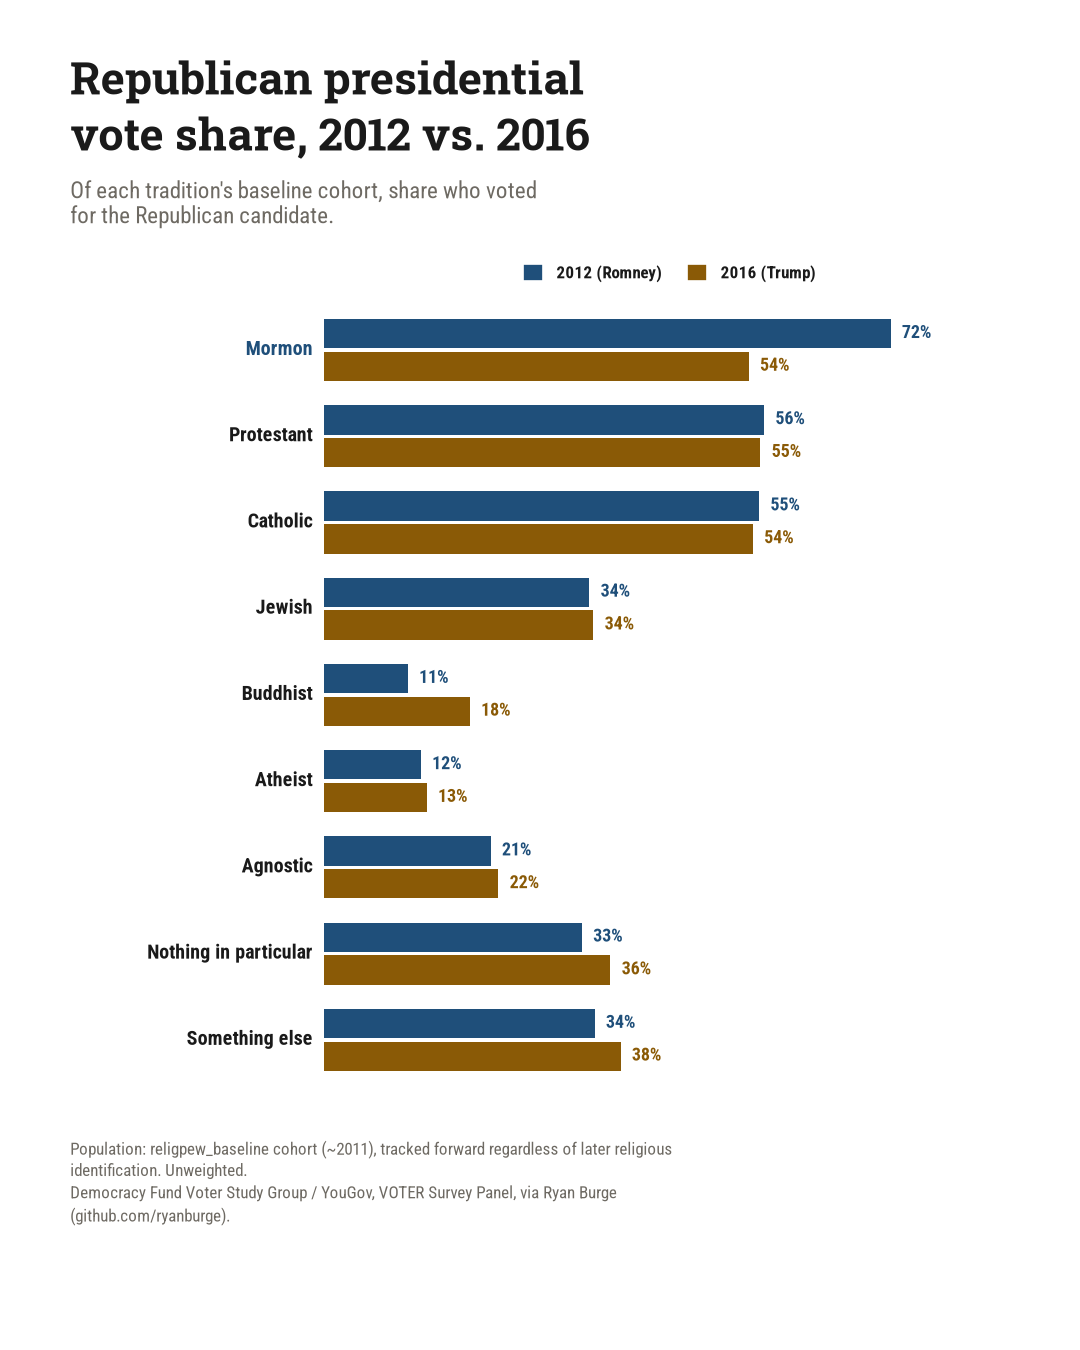 Republican presidential
vote share, 2012 vs. 2016
Of each tradition's baseline cohort, share who voted
for the Republican candidate.
2012 (Romney) 2016 (Trump)
Mormon
72%
54%
Protestant
56%
55%
Catholic
55%
54%
Jewish
34%
34%
Buddhist
11%
18%
Atheist
12%
13%
Agnostic
21%
22%
Nothing in particular
33%
36%
Something else
34%
38%
Population: religpew_baseline cohort (~2011), tracked forward regardless of later religious
identification. Unweighted.
Democracy Fund Voter Study Group / YouGov, VOTER Survey Panel, via Ryan Burge
(github.com/ryanburge).